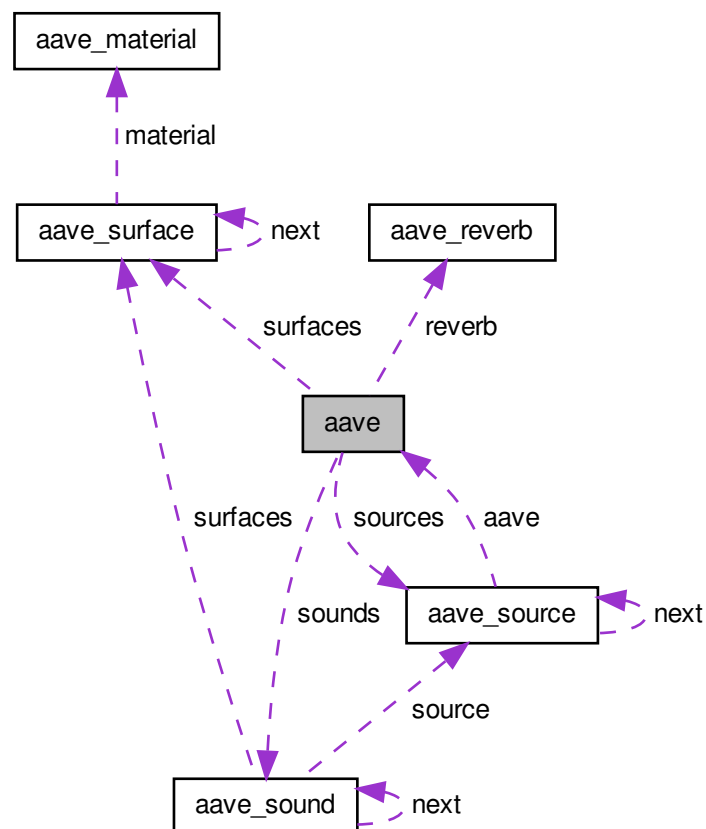 aave_material
material
aave_surface
next
aave_reverb
surfaces
reverb
aave
surfaces
sources
aave
sounds
aave_source
next
source
aave_sound
next